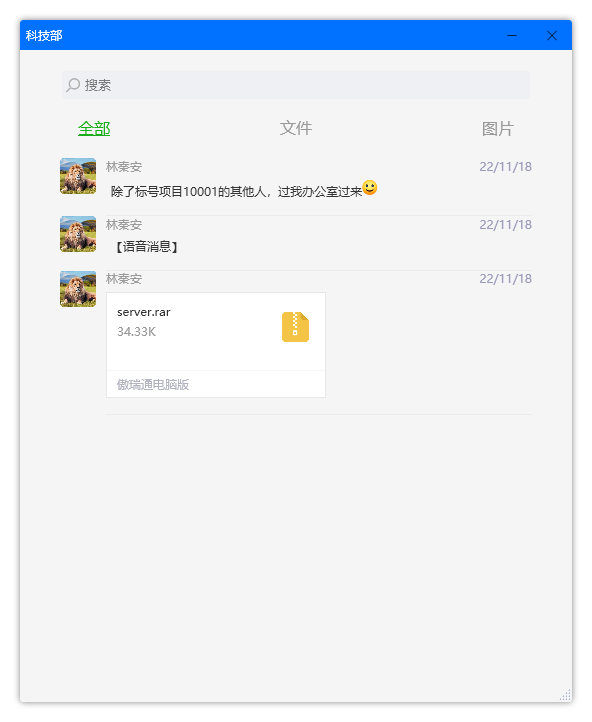 科技部
搜索
全部 文件 图片
林秦安 22/11/18
除了标号项目10001的其他人，过我办公室过来
林秦安 22/11/18
【语音消息】
林秦安 22/11/18
server.rar
34.33K
傲瑞通电脑版